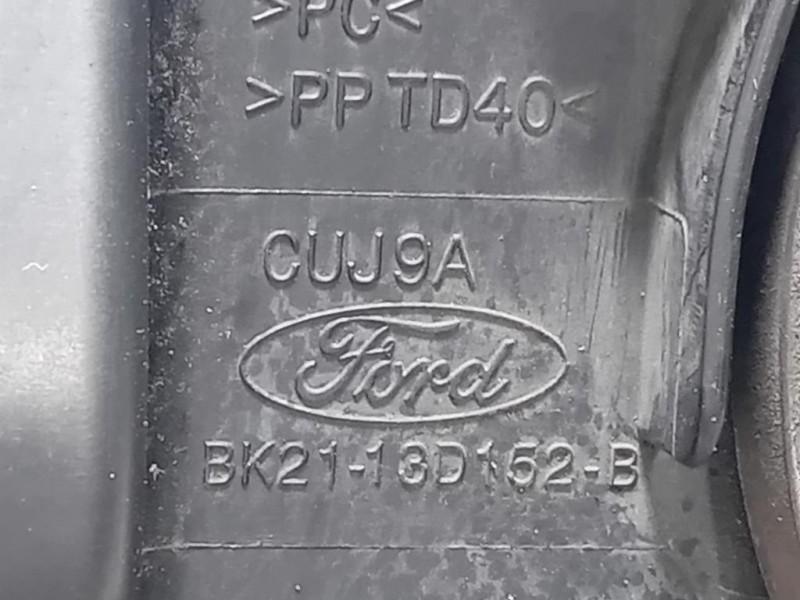 >PC<
>PP TD40<
CUJ9A
Ford
BK21-13D152-B